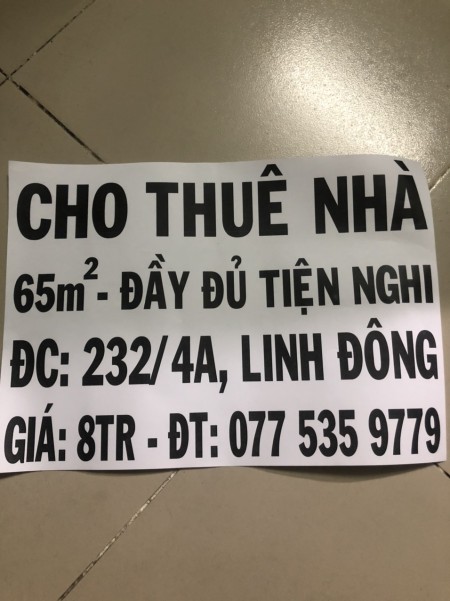 CHO THUÊ NHÀ
65m² - ĐẦY ĐỦ TIỆN NGHI
ĐC: 232/4A, LINH ĐÔNG
GIÁ: 8TR - ĐT: 077 535 9779